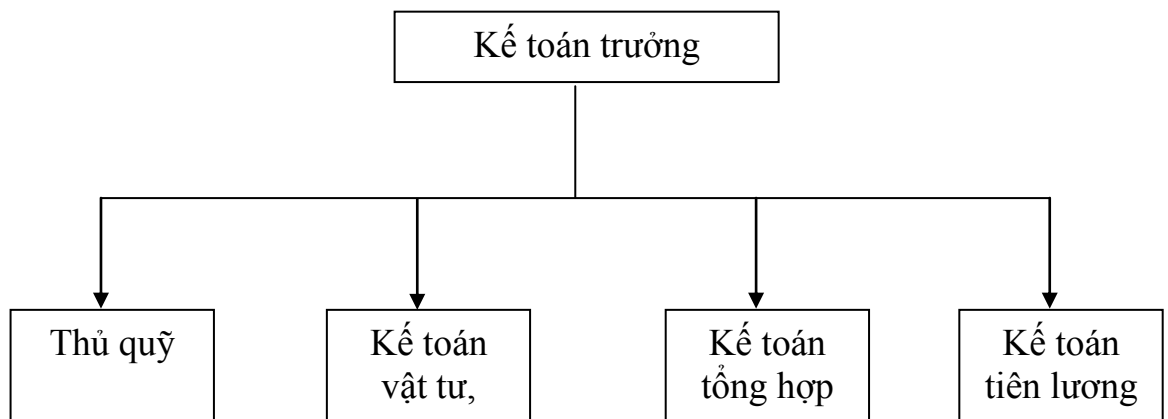 Kế toán trưởng
Thủ quỹ
Kế toán
vật tư,
Kế toán
tổng hợp
Kế toán
tiên lương